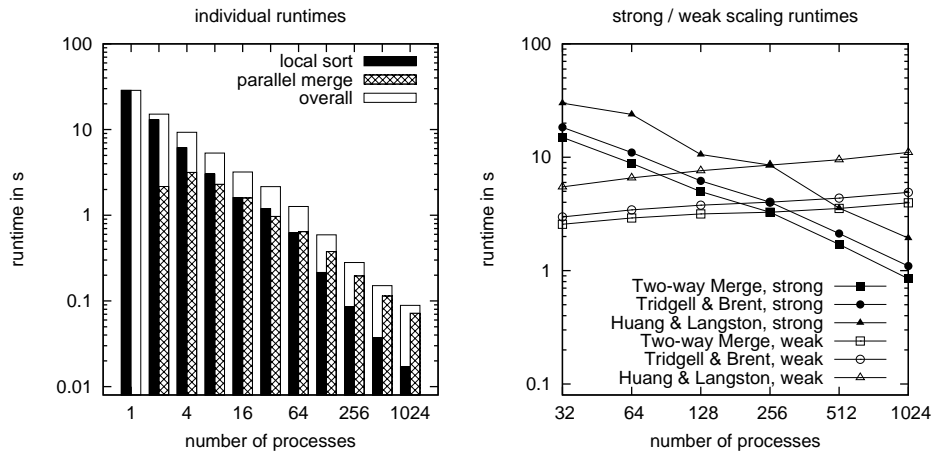 individual runtimes
100
10
1
0.1
0.01
runtime in s
local sort
parallel merge
overall
1 4 16 64 256 1024
number of processes
strong / weak scaling runtimes
100
10
1
0.1
runtime in s
Two-way Merge, strong
Tridgell & Brent, strong
Huang & Langston, strong
Two-way Merge, weak
Tridgell & Brent, weak
Huang & Langston, weak
32 64 128 256 512 1024
number of processes